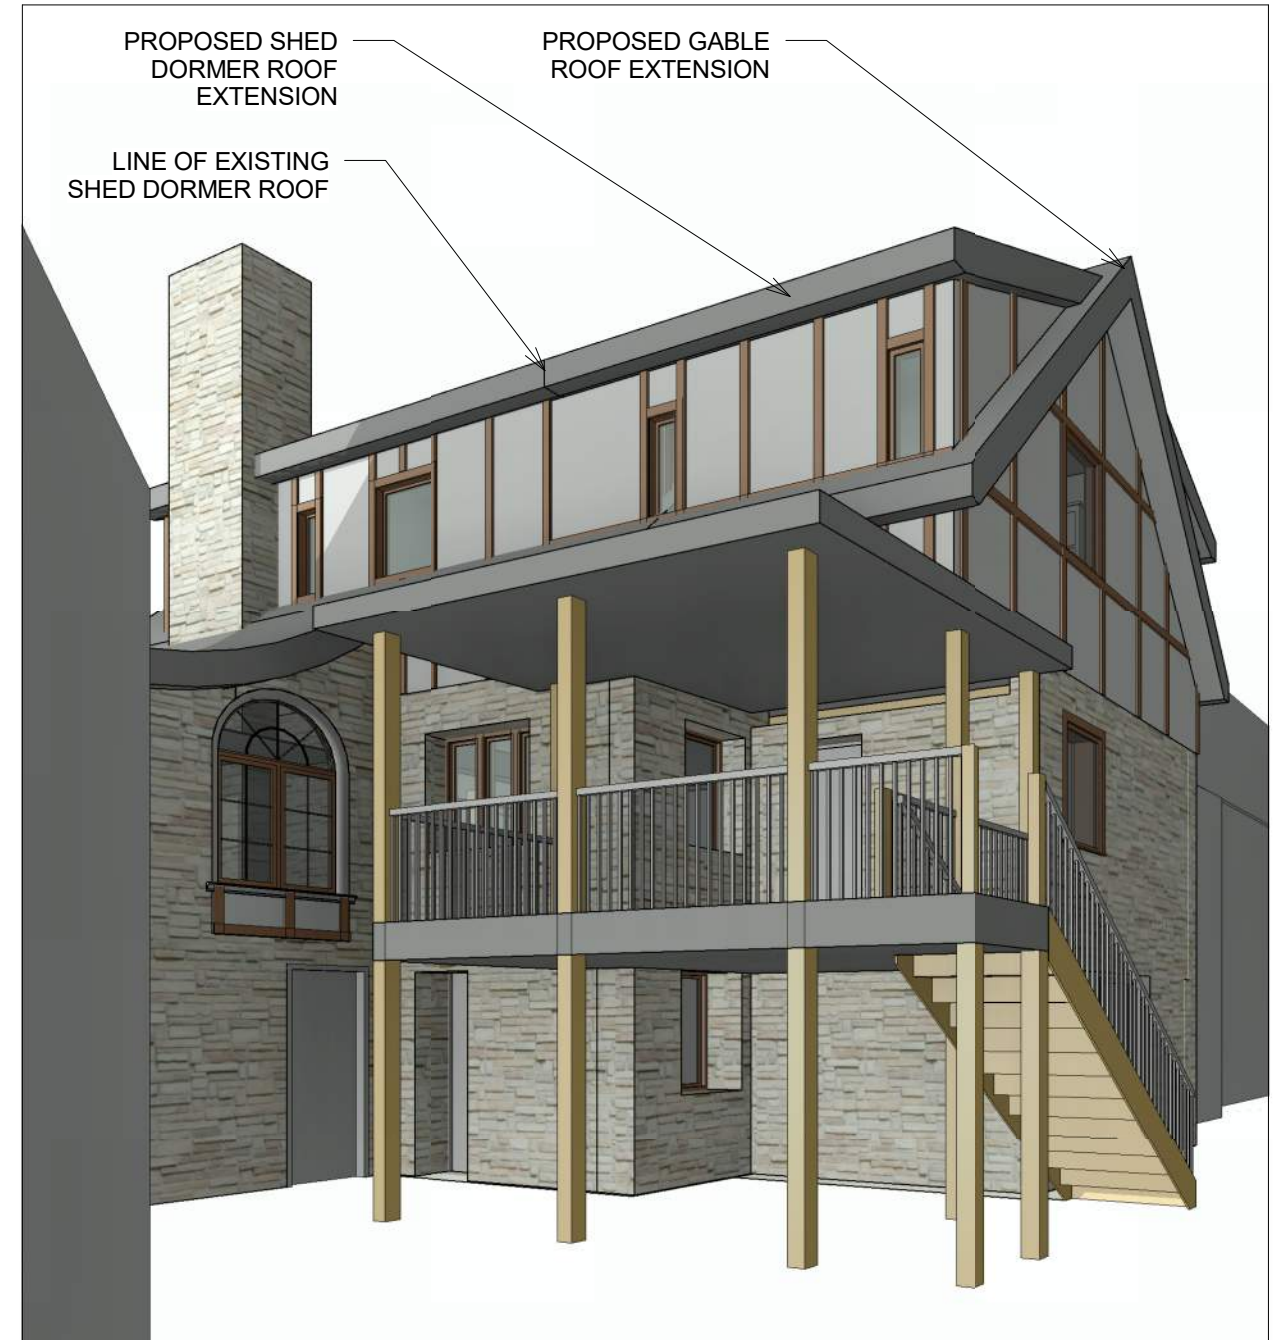 PROPOSED SHED
DORMER ROOF
EXTENSION
PROPOSED GABLE
ROOF EXTENSION
LINE OF EXISTING
SHED DORMER ROOF